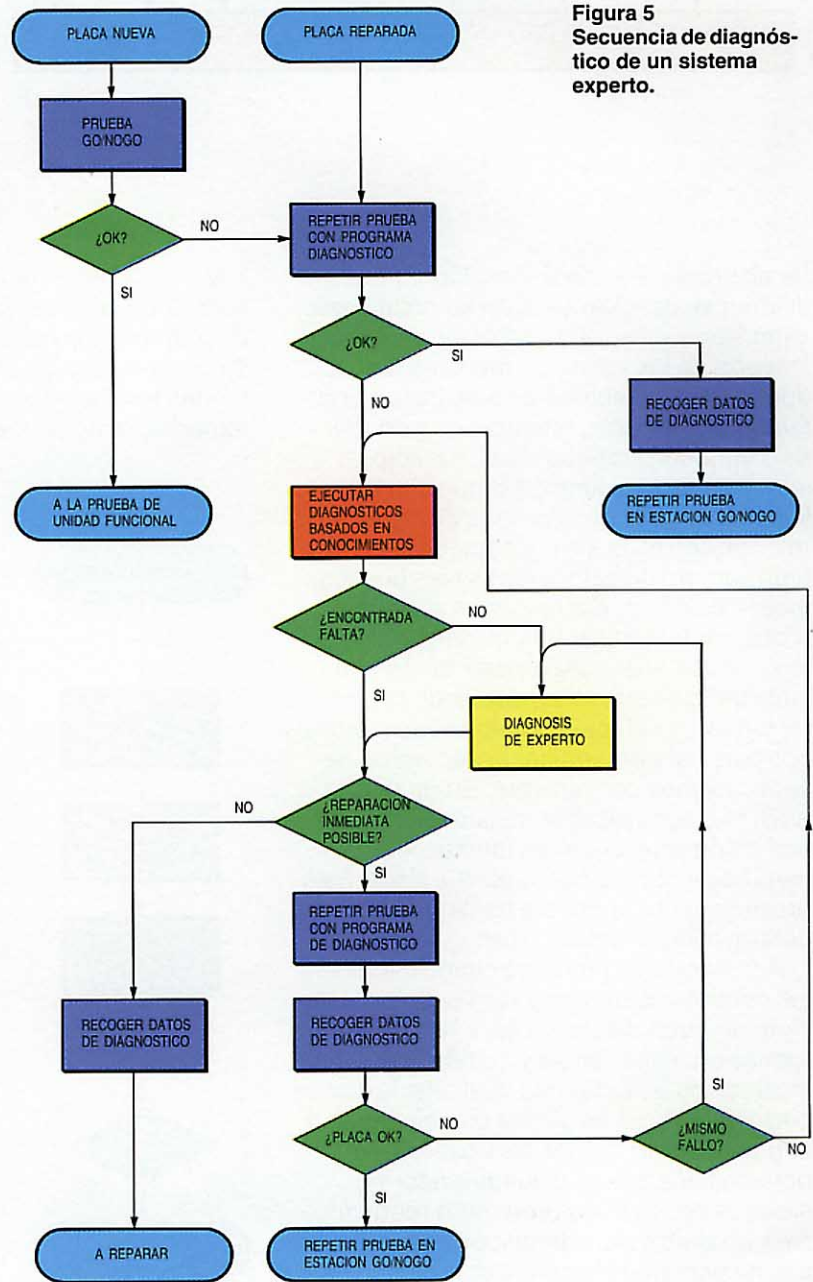 Figura 5
Secuencia de diagnós-
tico de un sistema
experto.
PLACA NUEVA
PLACA REPARADA
PRUEBA
GO/NOGO
¿OK?
NO
SI
REPETIR PRUEBA
CON PROGRAMA
DIAGNOSTICO
¿OK?
SI
NO
RECOGER DATOS
DE DIAGNOSTICO
REPETIR PRUEBA
EN ESTACION GO/NOGO
A LA PRUEBA DE
UNIDAD FUNCIONAL
EJECUTAR
DIAGNOSTICOS
BASADOS EN
CONOCIMIENTOS
¿ENCONTRADA
FALTA?
NO
SI
DIAGNOSIS
DE EXPERTO
¿REPARACION
INMEDIATA
POSIBLE?
NO
SI
REPETIR PRUEBA
CON PROGRAMA
DE DIAGNOSTICO
RECOGER DATOS
DE DIAGNOSTICO
RECOGER DATOS
DE DIAGNOSTICO
¿PLACA OK?
NO
SI
¿MISMO
FALLO?
SI
NO
A REPARAR
REPETIR PRUEBA EN
ESTACION GO/NOGO